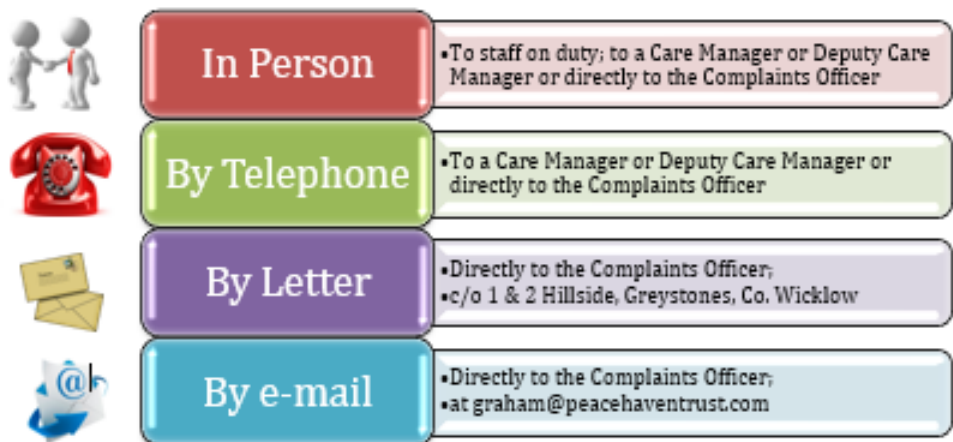 In Person
•To staff on duty; to a Care Manager or Deputy Care
Manager or directly to the Complaints Officer
By Telephone
•To a Care Manager or Deputy Care Manager or
directly to the Complaints Officer
By Letter
•Directly to the Complaints Officer;
•c/o 1 & 2 Hillside, Greystones, Co. Wicklow
@
By e-mail
•Directly to the Complaints Officer;
•at graham@peacehaventrust.com